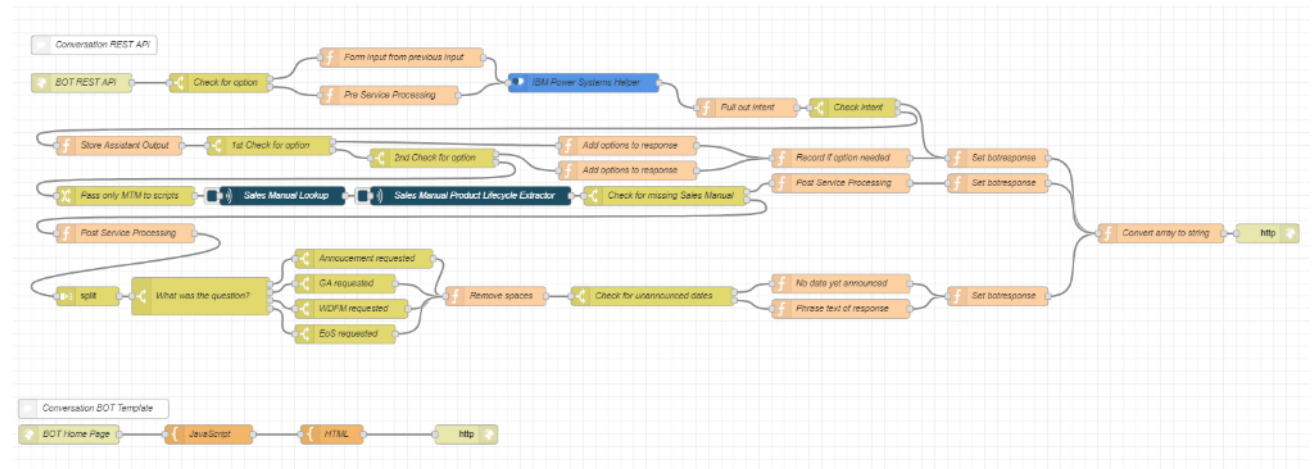 Conversation REST API
Form input from previous input
BOT REST API
Check for option
IBM Power Systems Helper
Pre Service Processing
Pull out intent
Check Intent
Store Assistant Output
1st Check for option
Add options to response
2nd Check for option
Record if option needed
Set botresponse
Add options to response
Pass only MTM to scripts
Sales Manual Lookup
Sales Manual Product Lifecycle Extractor
Check for missing Sales Manual
Post Service Processing
Set botresponse
Post Service Processing
Convert array to string
http
Annoucement requested
split
What was the question?
GA requested
Remove spaces
Check for unannounced dates
No date yet announced
Set botresponse
WDFM requested
Phrase text of response
EoS requested
Conversation BOT Template
BOT Home Page
JavaScript
HTML
http